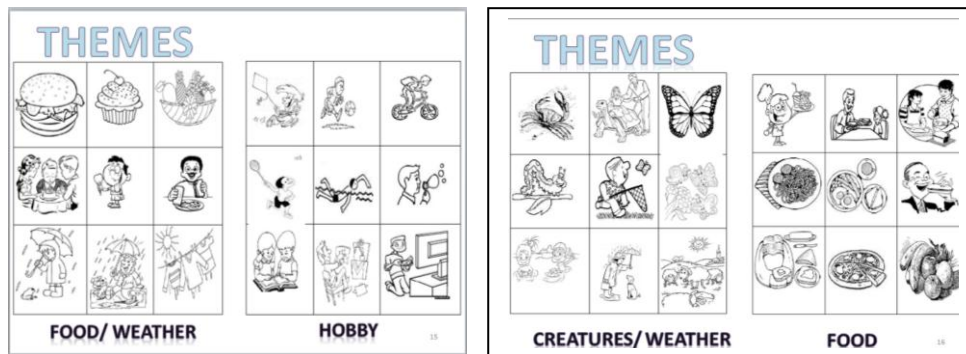 THEMES
FOOD/ WEATHER
HOBBY
15
THEMES
CREATURES/ WEATHER
FOOD
16